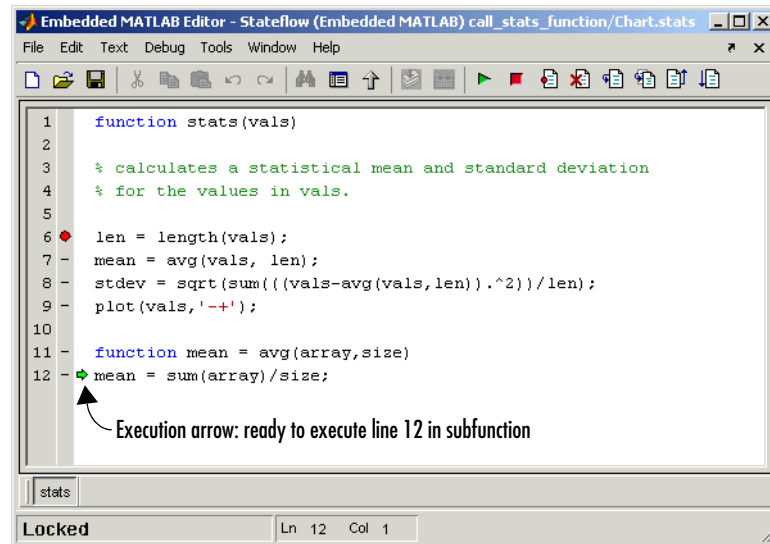 Embedded MATLAB Editor - Stateflow (Embedded MATLAB) call_stats_function/Chart.stats
File Edit Text Debug Tools Window Help
1 function stats(vals)
2
3 % calculates a statistical mean and standard deviation
4 % for the values in vals.
5
6 len = length(vals);
7 - mean = avg(vals, len);
8 - stdev = sqrt(sum(((vals-avg(vals,len)).^2))/len);
9 - plot(vals,'-+');
10
11 - function mean = avg(array,size)
12 - mean = sum(array)/size;
Execution arrow: ready to execute line 12 in subfunction
stats
Locked Ln 12 Col 1